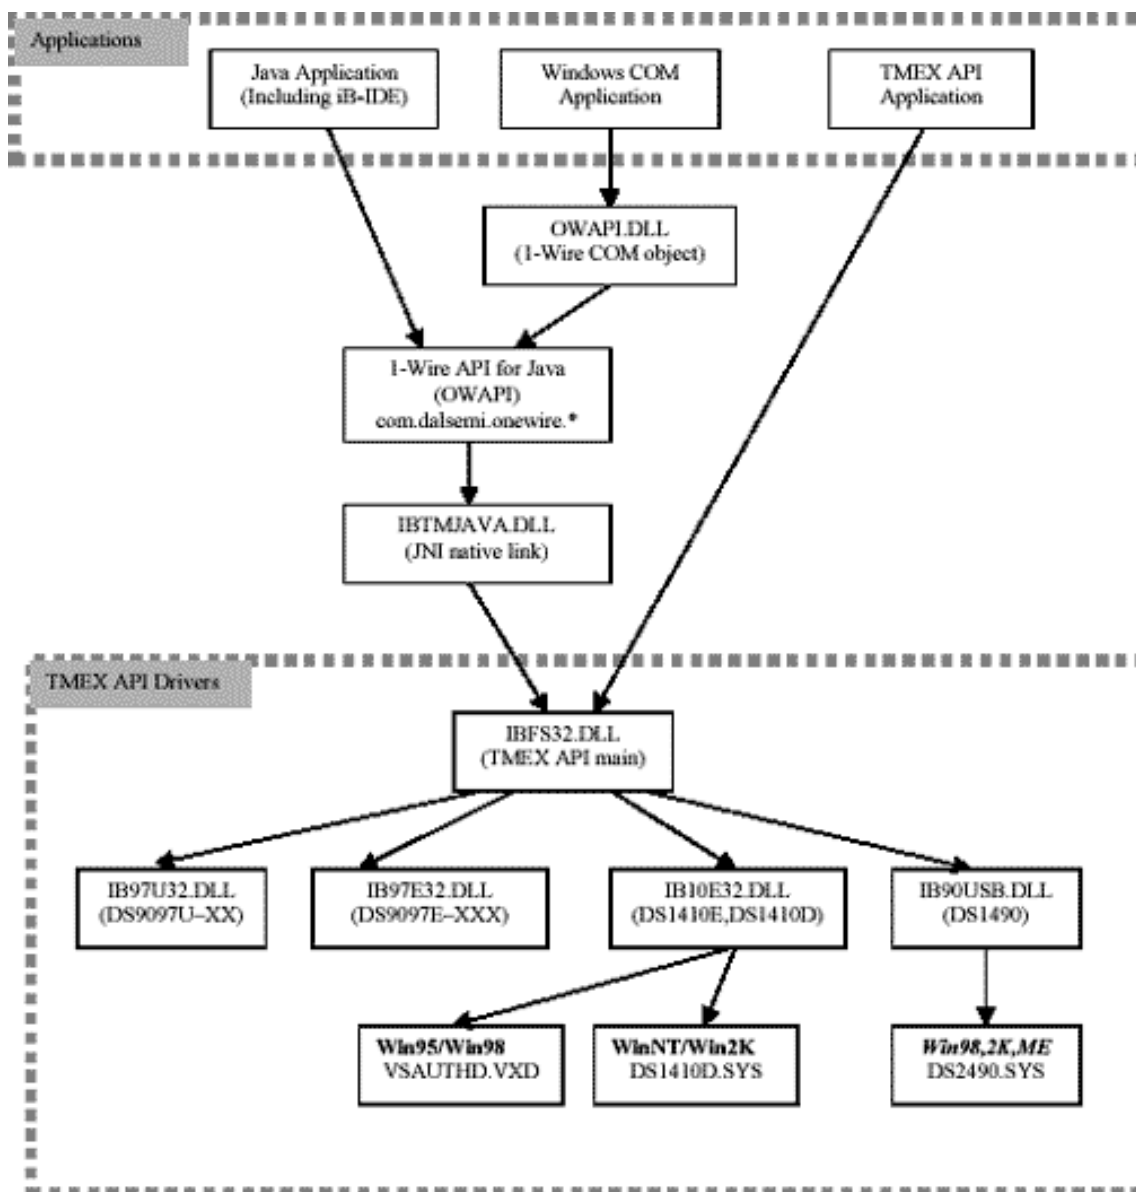 Applications
Java Application
(Including iB-IDE)
Windows COM
Application
TMEX API
Application
OWAPI.DLL
(1-Wire COM object)
1-Wire API for Java
(OWAPI)
com.dalsemi.onewire.*
IBTMJAVA.DLL
(JNI native link)
TMEX API Drivers
IBFS32.DLL
(TMEX API main)
IB97U32.DLL
(DS9097U–XX)
IB97E32.DLL
(DS9097E–XXX)
IB10E32.DLL
(DS1410E,DS1410D)
IB90USB.DLL
(DS1490)
Win95/Win98
VSAUTHD.VXD
WinNT/Win2K
DS1410D.SYS
Win98,2K,ME
DS2490.SYS